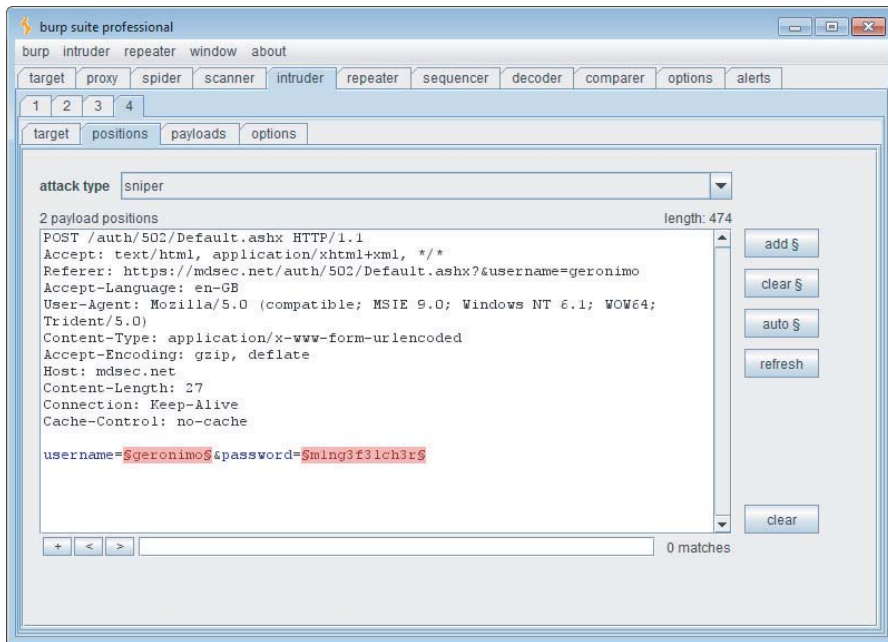 burp suite professional
burp intruder repeater window about
target proxy spider scanner intruder repeater sequencer decoder comparer options alerts
1 2 3 4
target positions payloads options
attack type sniper
2 payload positions length: 474
POST /auth/502/Default.ashx HTTP/1.1
Accept: text/html, application/xhtml+xml, */*
Referer: https://mdsec.net/auth/502/Default.ashx?&username=geronimo
Accept-Language: en-GB
User-Agent: Mozilla/5.0 (compatible; MSIE 9.0; Windows NT 6.1; WOW64;
Trident/5.0)
Content-Type: application/x-www-form-urlencoded
Accept-Encoding: gzip, deflate
Host: mdsec.net
Content-Length: 27
Connection: Keep-Alive
Cache-Control: no-cache
username=§geronimo§&password=§m1ng3f3lch3r§
add §
clear §
auto §
refresh
clear
+ < > 0 matches